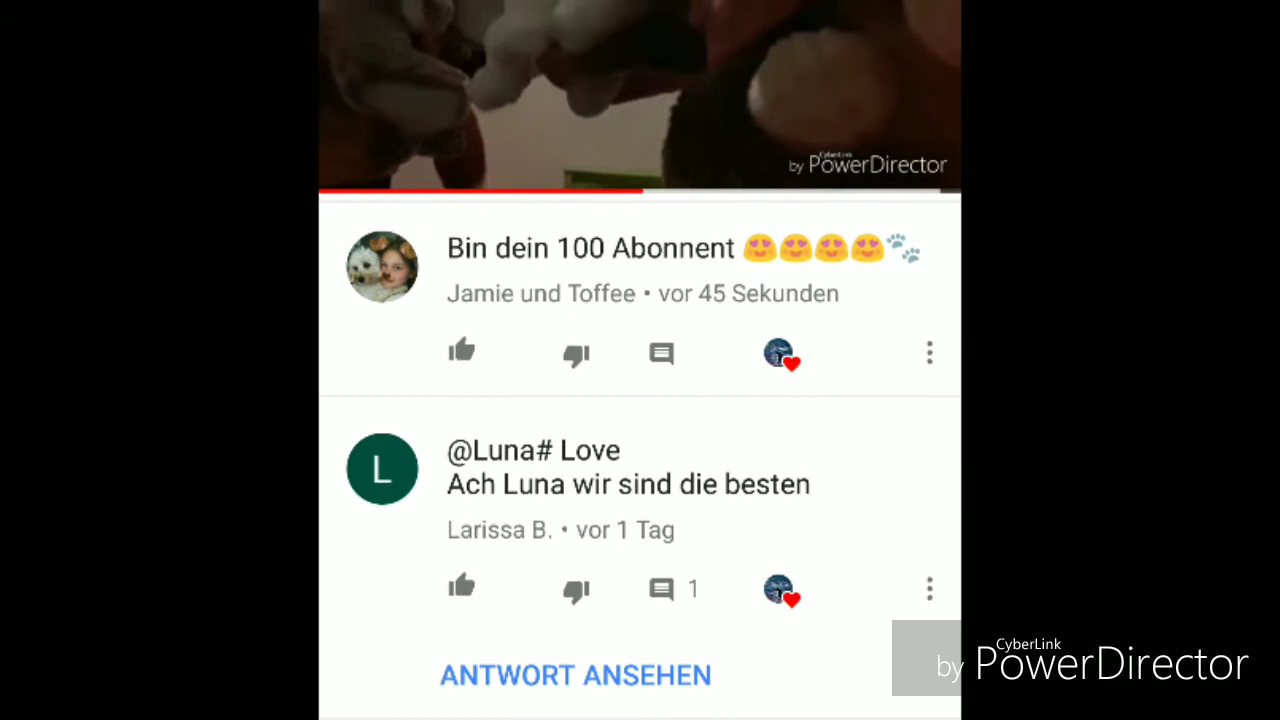 CyberLink
by PowerDirector
Bin dein 100 Abonnent 😍😍😍😍🐾
Jamie und Toffee • vor 45 Sekunden
@Luna# Love
Ach Luna wir sind die besten
L
Larissa B. • vor 1 Tag
1
ANTWORT ANSEHEN
CyberLink
by PowerDirector